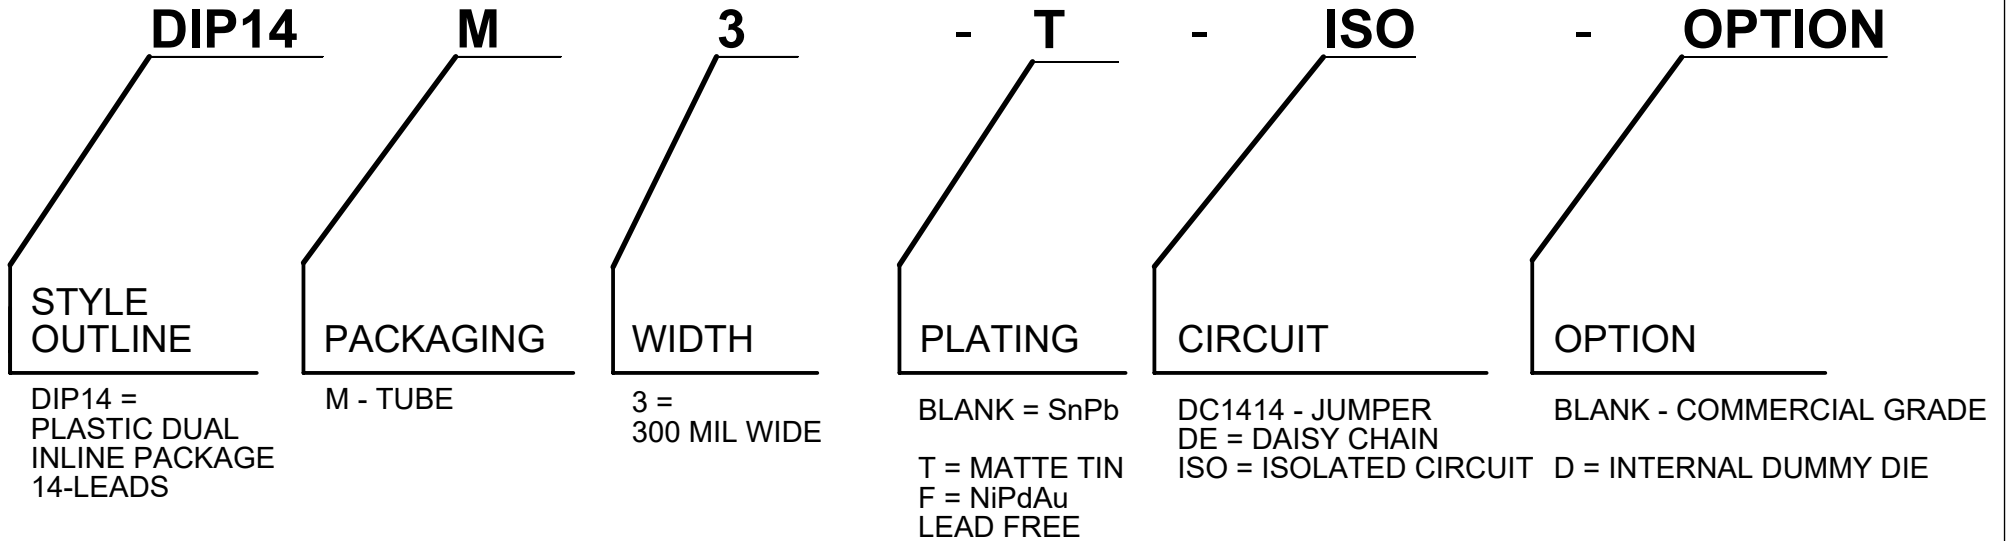 DIP14 M 3 - T - ISO - OPTION
STYLE
OUTLINE
DIP14 =
PLASTIC DUAL
INLINE PACKAGE
14-LEADS
PACKAGING
M - TUBE
WIDTH
3 =
300 MIL WIDE
PLATING
BLANK = SnPb
T = MATTE TIN
F = NiPdAu
LEAD FREE
CIRCUIT
DC1414 - JUMPER
DE = DAISY CHAIN
ISO = ISOLATED CIRCUIT
OPTION
BLANK - COMMERCIAL GRADE
D = INTERNAL DUMMY DIE